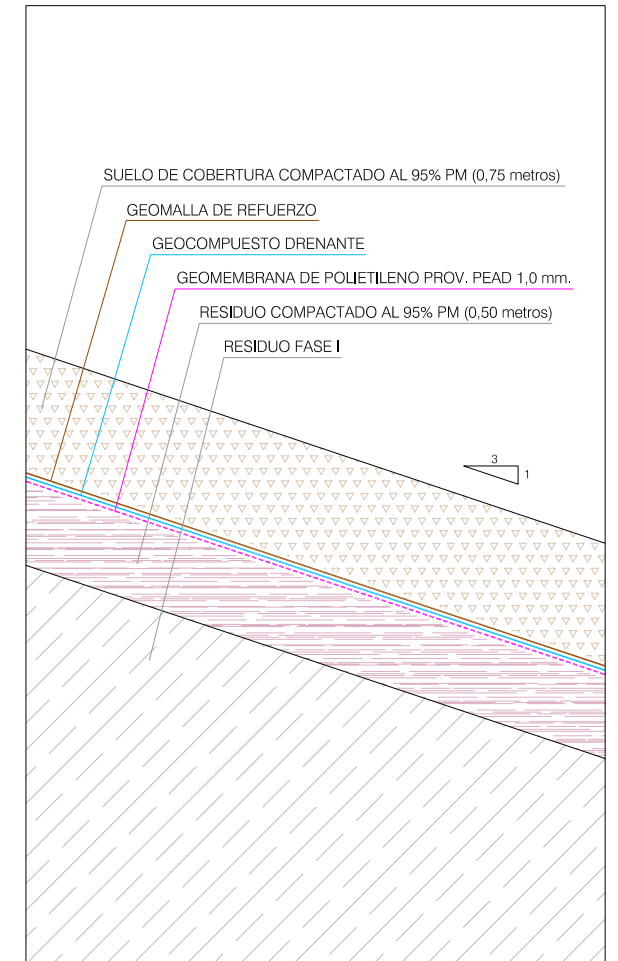 SUELO DE COBERTURA COMPACTADO AL 95% PM (0,75 metros)
GEOMALLA DE REFUERZO
GEOCOMPUESTO DRENANTE
GEOMEMBRANA DE POLIETILENO PROV. PEAD 1,0 mm.
RESIDUO COMPACTADO AL 95% PM (0,50 metros)
RESIDUO FASE I
3
1